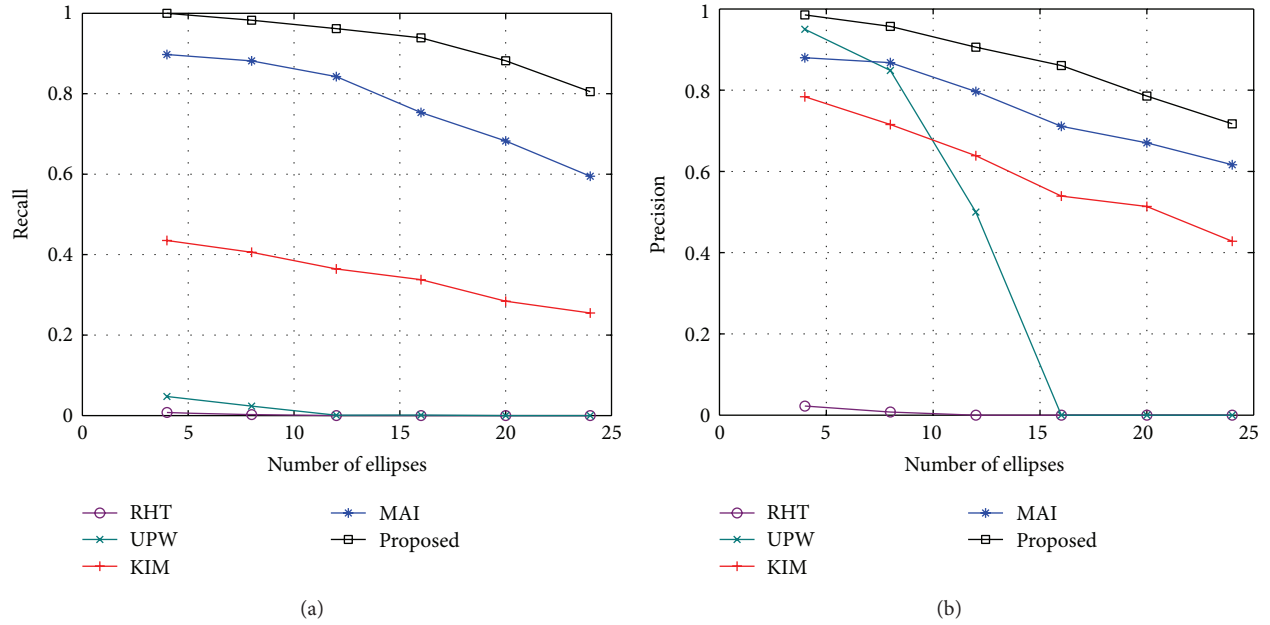 1
0.8
0.6
0.4
0.2
0
Recall
0 5 10 15 20 25
Number of ellipses
RHT
UPW
KIM
MAI
Proposed
(a)
1
0.8
0.6
0.4
0.2
0
Precision
0 5 10 15 20 25
Number of ellipses
RHT
UPW
KIM
MAI
Proposed
(b)